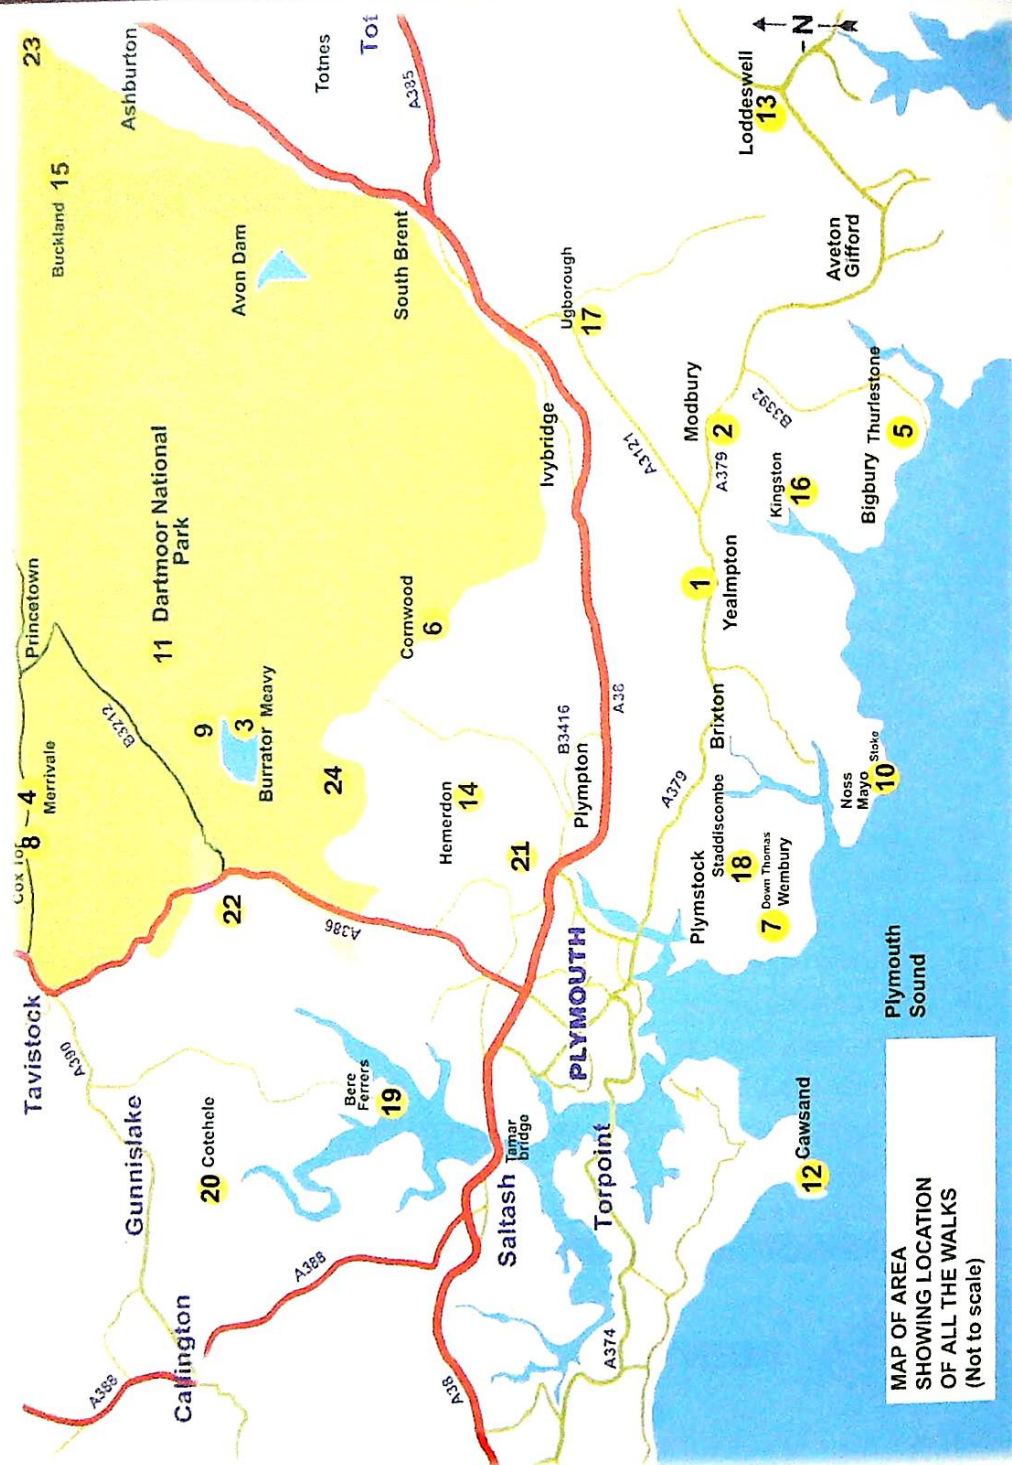 Tavistock
Cox Tor
8 – 4
Merrivale
Princetown
23
A390
B3212
Buckland 15
Ashburton
Gunnislake
11 Dartmoor National
Park
Callington
A388
20 Cotehele
22
9
3
Burrator Meavy
Avon Dam
Totnes
Tot
A388
A386
24
Bere
Ferrers
19
Cornwood
6
South Brent
A385
Hemerdon
14
21
A38
Saltash
Tamar
bridge
PLYMOUTH
Plympton
B3416
A38
Ivybridge
Ugborough
17
Torpoint
A374
A379
A3121
Plymstock
Staddiscombe
18
Brixton
1
Yealmpton
Modbury
2
A379
Loddeswell
13
N
7
Down Thomas
Wembury
Kingston
16
B3392
12 Cawsand
Noss
Mayo
Stoke
10
Bigbury
Thurlestone
5
Aveton
Gifford
Plymouth
Sound
MAP OF AREA
SHOWING LOCATION
OF ALL THE WALKS
(Not to scale)